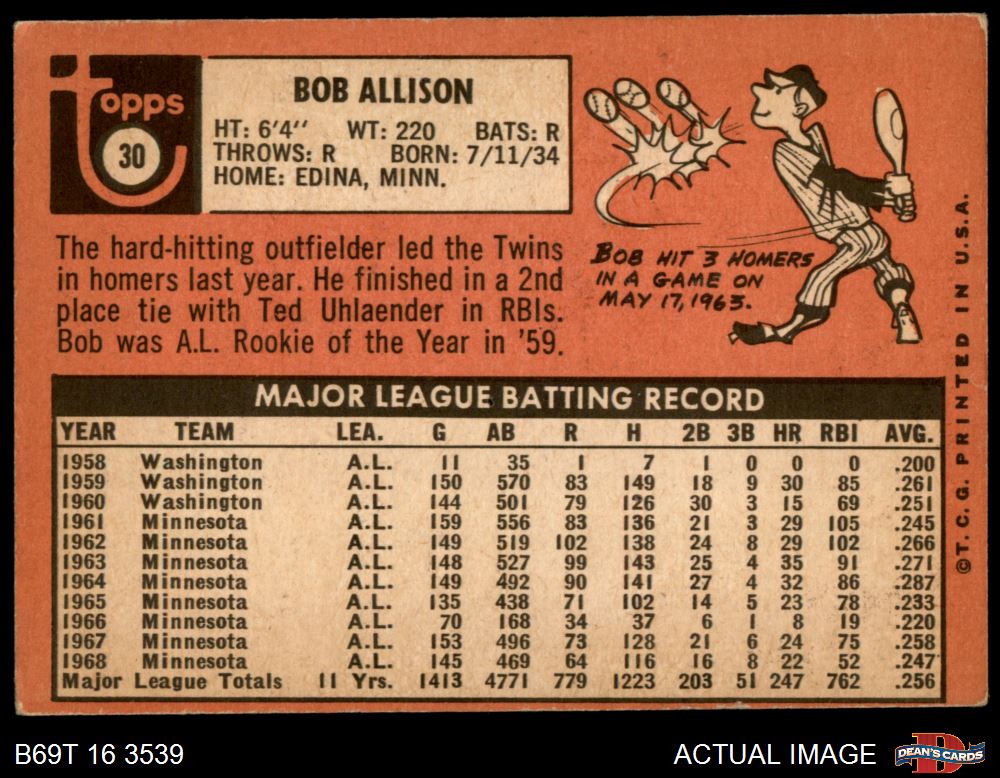 Topps
30
BOB ALLISON
HT: 6'4" WT: 220 BATS: R
THROWS: R BORN: 7/11/34
HOME: EDINA, MINN.
The hard-hitting outfielder led the Twins
in homers last year. He finished in a 2nd
place tie with Ted Uhlaender in RBIs.
Bob was A.L. Rookie of the Year in '59.
BOB HIT 3 HOMERS
IN A GAME ON
MAY 17, 1963.
MAJOR LEAGUE BATTING RECORD
YEAR TEAM LEA. G AB R H 2B 3B HR RBI AVG.
1958 Washington A.L. 11 35 1 7 1 0 0 0 .200
1959 Washington A.L. 150 570 83 149 18 9 30 85 .261
1960 Washington A.L. 144 501 79 126 30 3 15 69 .251
1961 Minnesota A.L. 159 556 83 136 21 3 29 105 .245
1962 Minnesota A.L. 149 519 102 138 24 8 29 102 .266
1963 Minnesota A.L. 148 527 99 143 25 4 35 91 .271
1964 Minnesota A.L. 149 492 90 141 27 4 32 86 .287
1965 Minnesota A.L. 135 438 71 102 14 5 23 78 .233
1966 Minnesota A.L. 70 168 34 37 6 1 8 19 .220
1967 Minnesota A.L. 153 496 73 128 21 6 24 75 .258
1968 Minnesota A.L. 145 469 64 116 16 8 22 52 .247
Major League Totals 11 Yrs. 1413 4771 779 1223 203 51 247 762 .256
©T.C.G. PRINTED IN U.S.A.
B69T 16 3539
ACTUAL IMAGE
D
DEAN'S CARDS